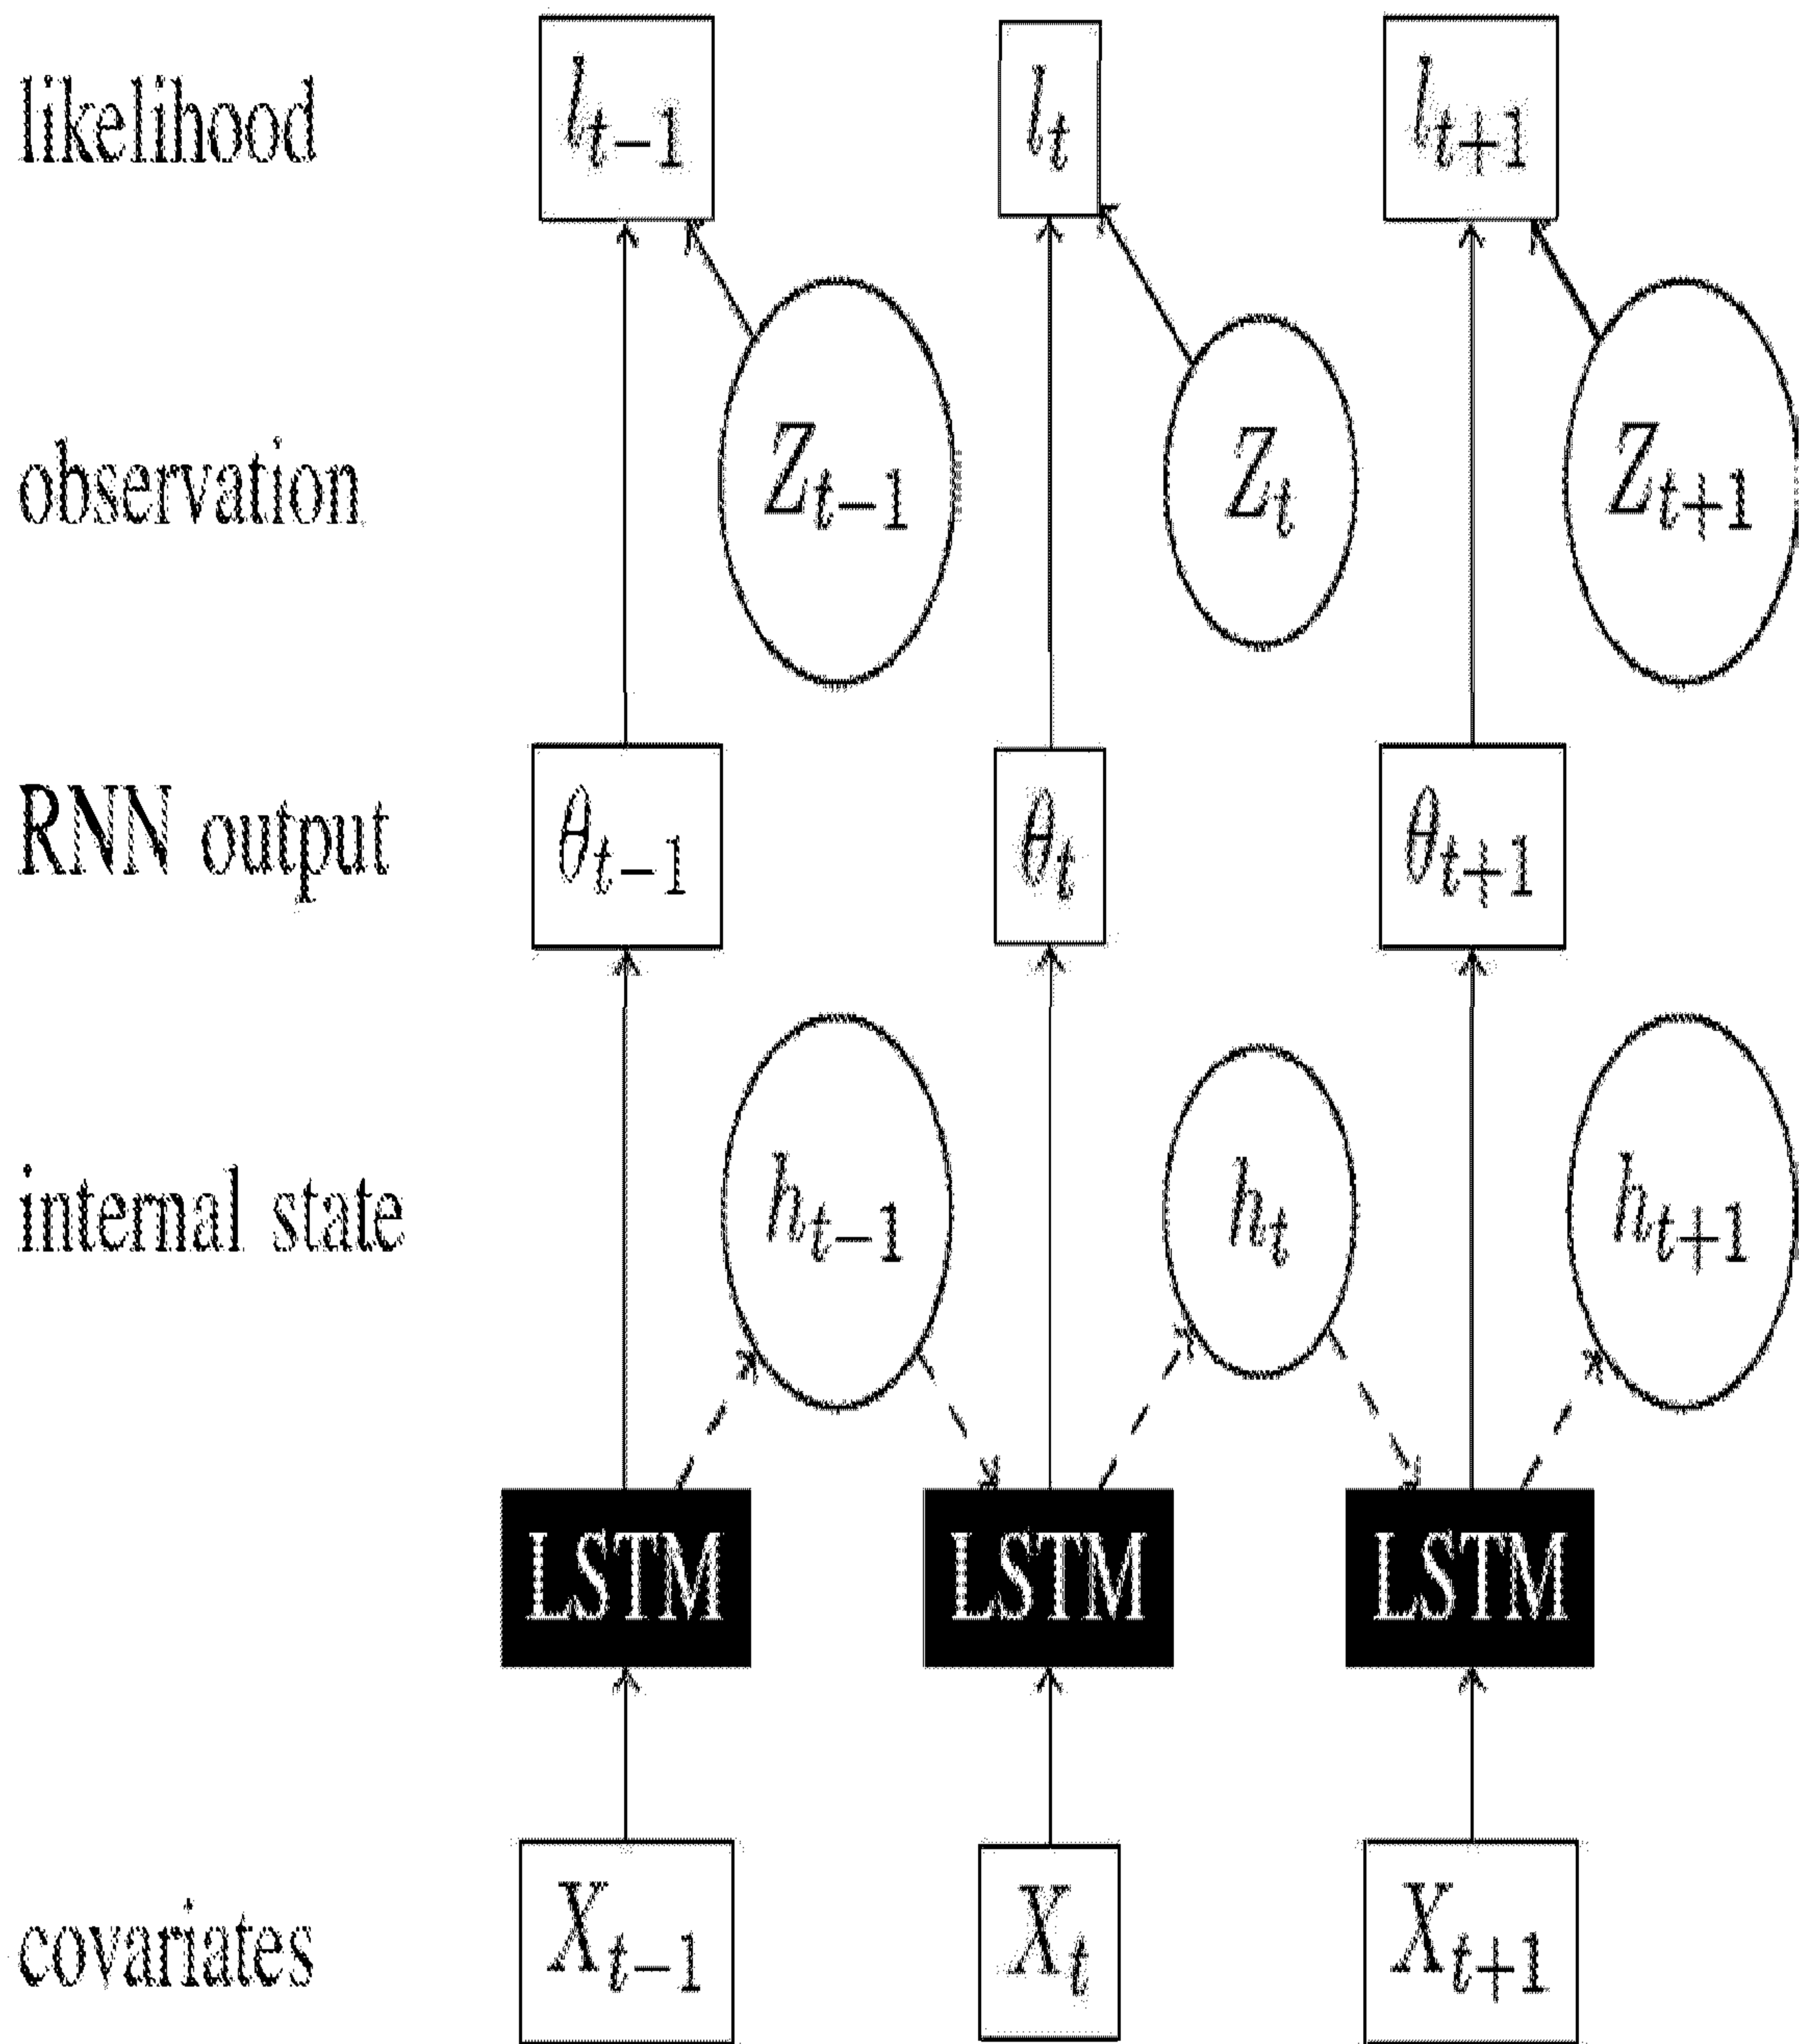 likelihood l_{t-1} l_t l_{t+1}
observation Z_{t-1} Z_t Z_{t+1}
RNN output θ_{t-1} θ_t θ_{t+1}
internal state h_{t-1} h_t h_{t+1}
LSTM LSTM LSTM
covariates X_{t-1} X_t X_{t+1}